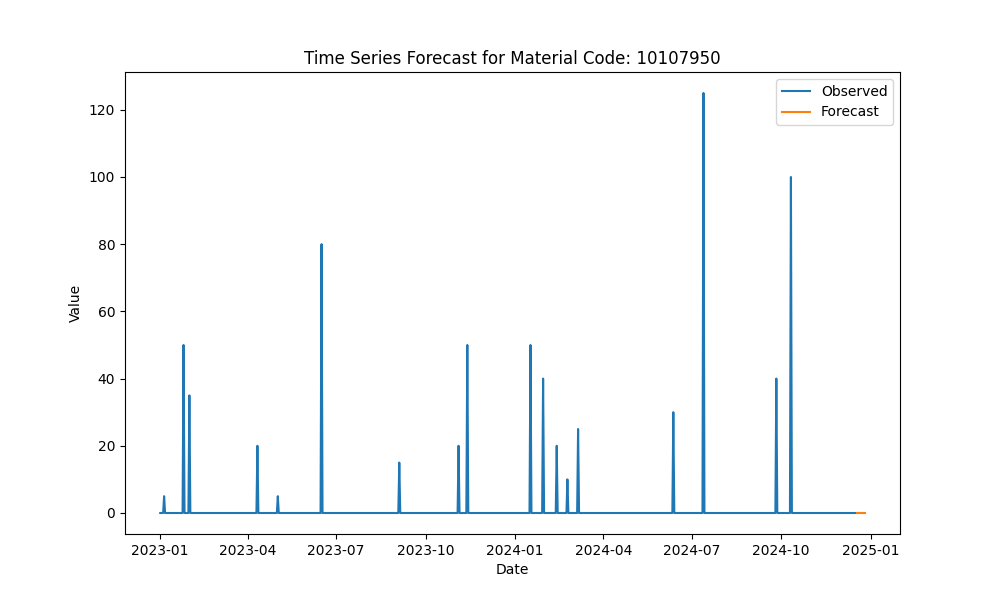 Time Series Forecast for Material Code: 10107950
Observed
Forecast
120
100
80
60
40
20
0
Value
2023-01 2023-04 2023-07 2023-10 2024-01 2024-04 2024-07 2024-10 2025-01
Date